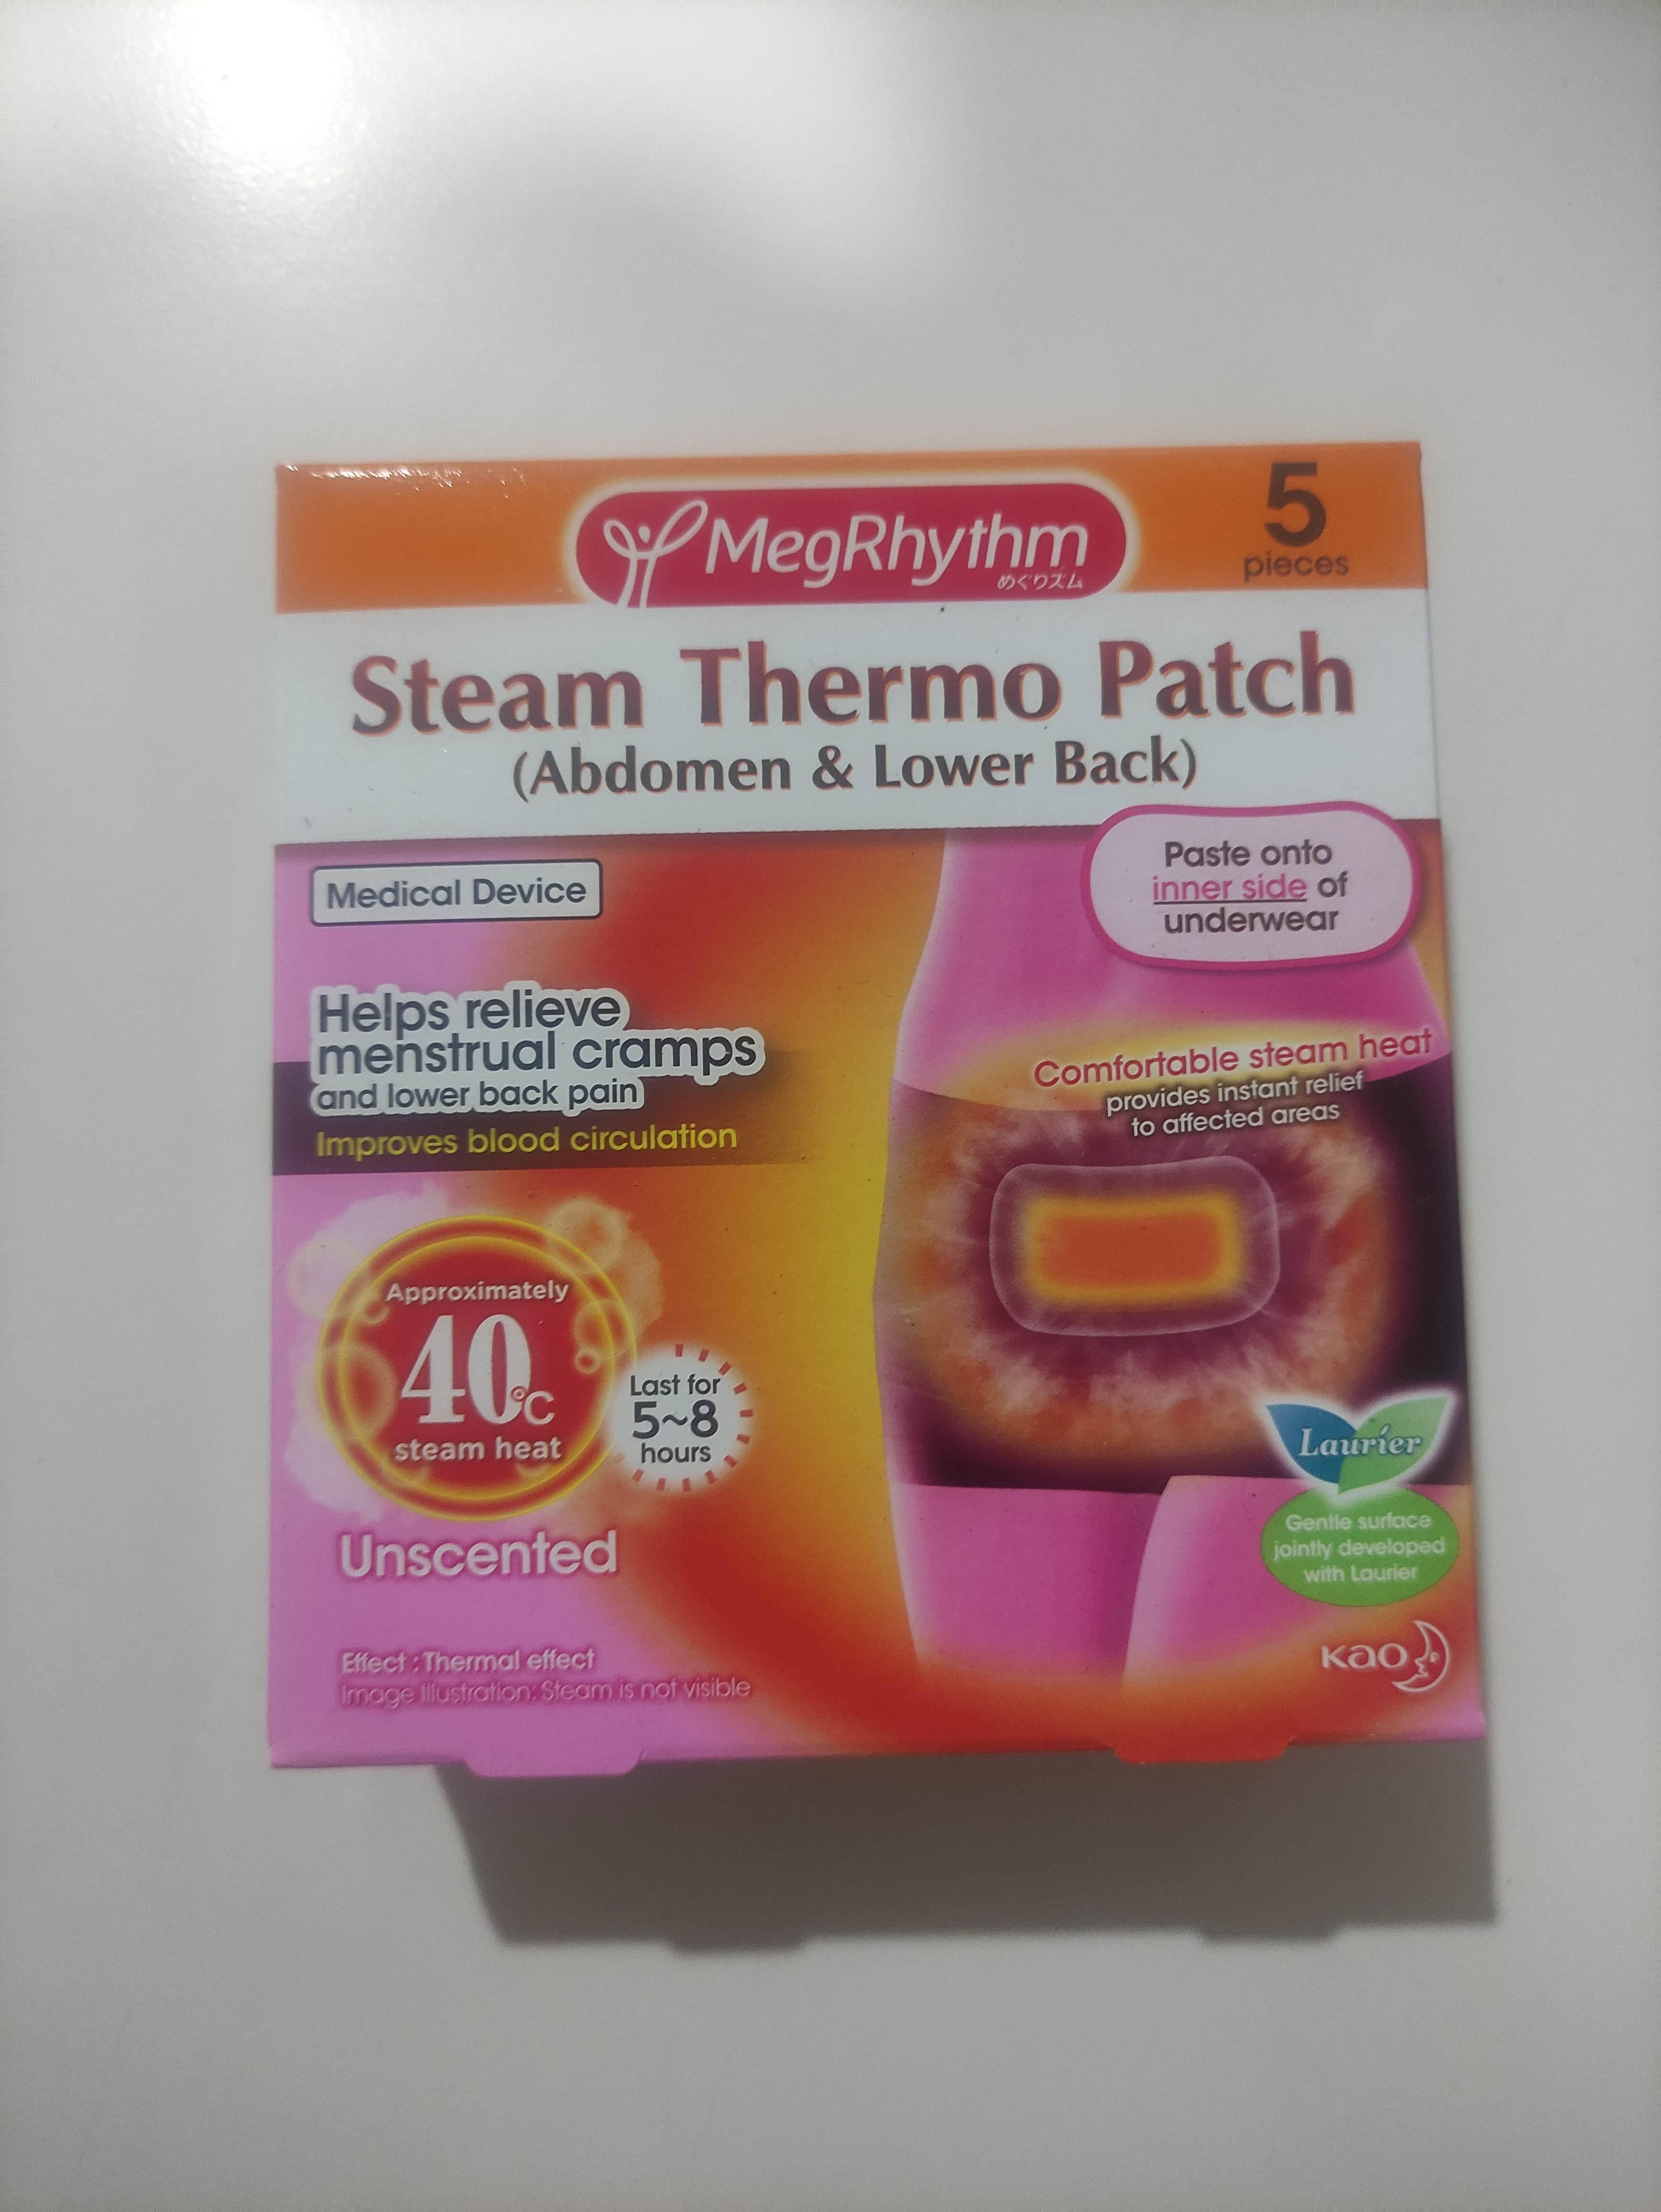 MegRhythm
めぐりズム
5
pieces
Steam Thermo Patch
(Abdomen & Lower Back)
Medical Device
Paste onto
inner side of
underwear
Helps relieve
menstrual cramps
and lower back pain
Improves blood circulation
Comfortable steam heat
provides instant relief
to affected areas
Approximately
40℃
steam heat
Last for
5~8
hours
Unscented
Laurier
Gentle surface
jointly developed
with Laurier
Effect : Thermal effect
Image Illustration: Steam is not visible
Kao